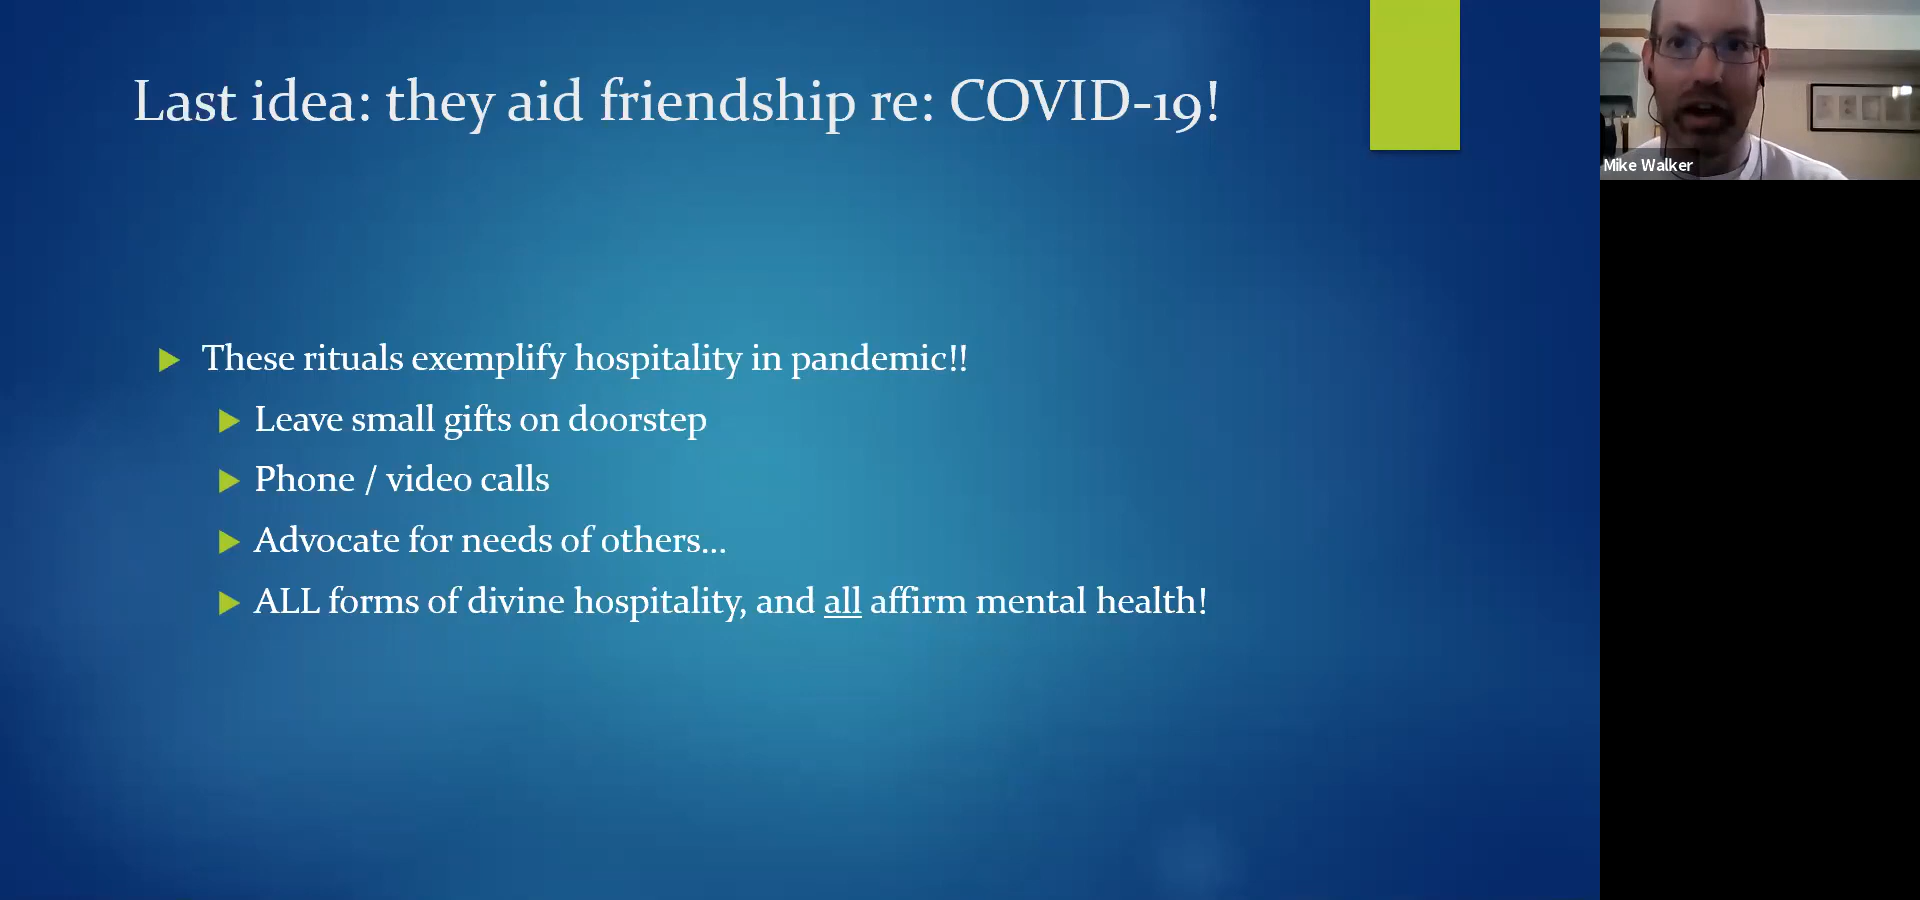 Last idea: they aid friendship re: COVID-19!
These rituals exemplify hospitality in pandemic!!
Leave small gifts on doorstep
Phone / video calls
Advocate for needs of others...
ALL forms of divine hospitality, and all affirm mental health!
Mike Walker